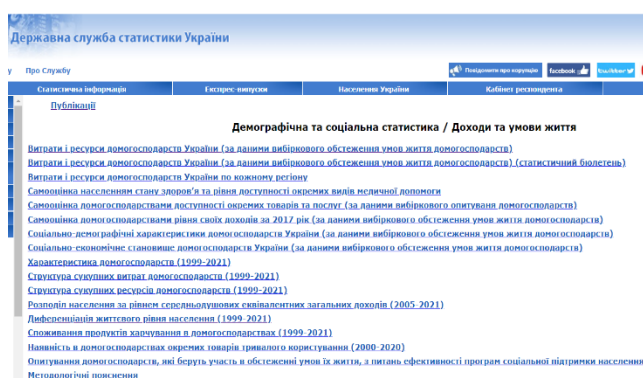 Державна служба статистики України
у Про Службу
Повідомити про корупцію facebook twitter
Статистична інформація Експрес-випуски Населення України Кабінет респондента
Публікації
Демографічна та соціальна статистика / Доходи та умови життя
Витрати і ресурси домогосподарств України (за даними вибіркового обстеження умов життя домогосподарств)
Витрати і ресурси домогосподарств України (за даними вибіркового обстеження умов життя домогосподарств) (статистичний бюлетень)
Витрати і ресурси домогосподарств України по кожному регіону
Самооцінка населенням стану здоров'я та рівня доступності окремих видів медичної допомоги
Самооцінка домогосподарствами доступності окремих товарів та послуг (за даними вибіркового опитуваня домогосподарств)
Самооцінка домогосподарствами рівня своїх доходів за 2017 рік (за даними вибіркового обстеження умов життя домогосподарств)
Соціально-демографічні характеристики домогосподарств України (за даними вибіркового обстеження умов життя домогосподарств)
Соціально-економічне становище домогосподарств України (за даними вибіркового обстеження умов життя домогосподарств)
Характеристика домогосподарств (1999-2021)
Структура сукупних витрат домогосподарств (1999-2021)
Структура сукупних ресурсів домогосподарств (1999-2021)
Розподіл населення за рівнем середньодушових еквівалентних загальних доходів (2005-2021)
Диференціація життєвого рівня населення (1999-2021)
Споживання продуктів харчування в домогосподарствах (1999-2021)
Наявність в домогосподарствах окремих товарів тривалого користування (2000-2020)
Опитування домогосподарств, які беруть участь в обстеженні умов їх життя, з питань ефективності програм соціальної підтримки населення
Методологічні пояснення